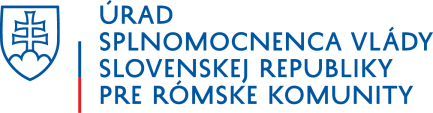 ÚRAD
SPLNOMOCNENCA VLÁDY
SLOVENSKEJ REPUBLIKY
PRE RÓMSKE KOMUNITY